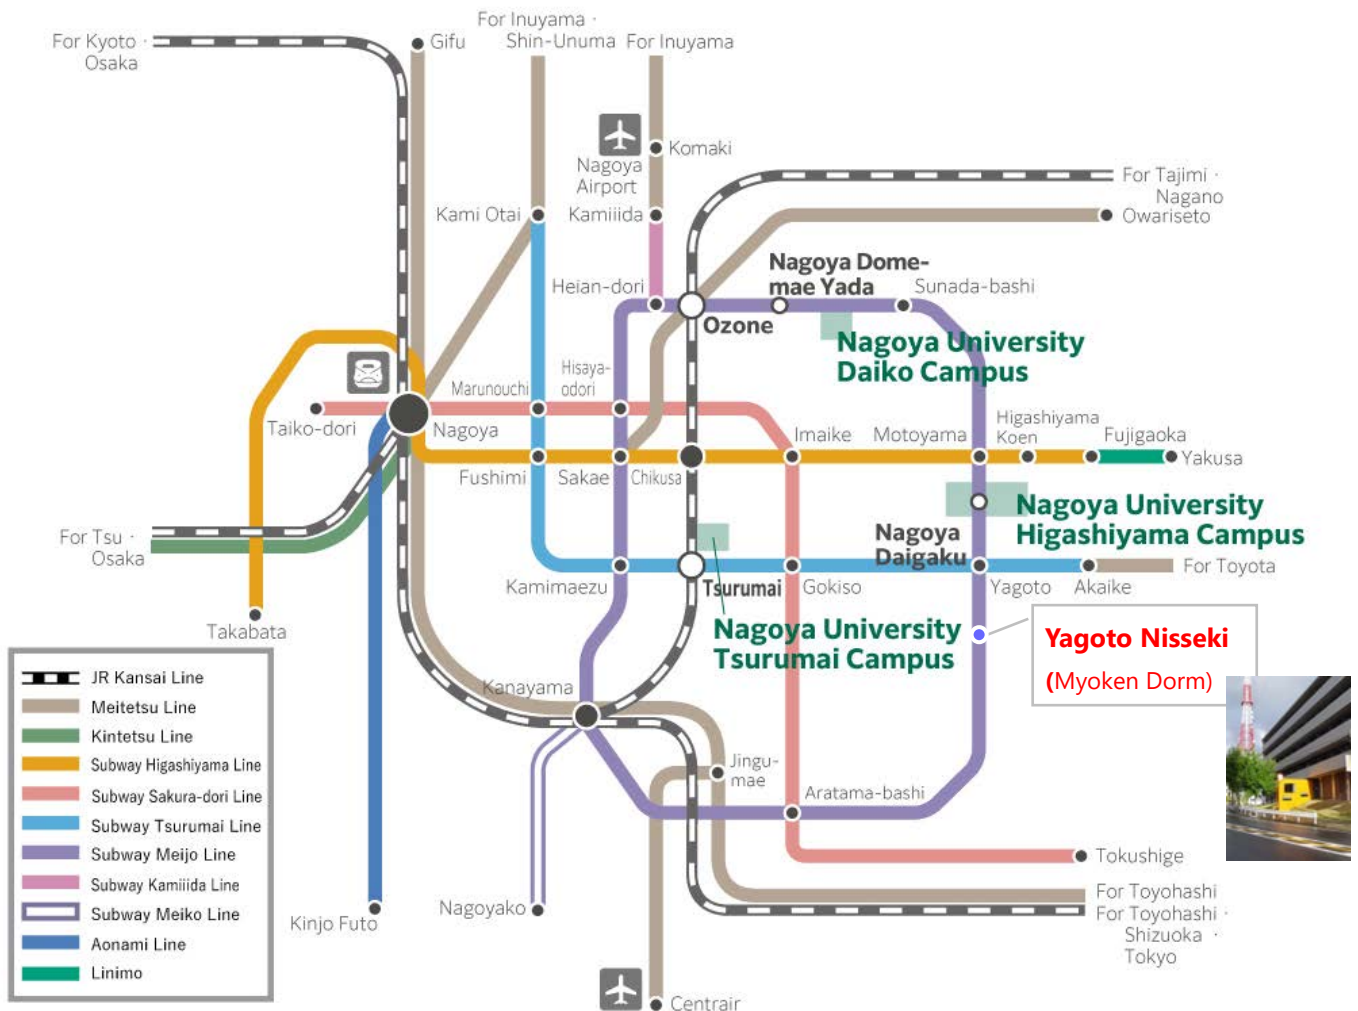 For Inuyama ·
Shin-Unuma
For Inuyama
For Kyoto ·
Osaka
Gifu
Komaki
Nagoya
Airport
For Tajimi ·
Nagano
Owariseto
Kami Otai
Kamiiida
Nagoya Dome-
mae Yada
Sunada-bashi
Heian-dori
Ozone
Nagoya University
Daiko Campus
Marunouchi
Hisaya-
odori
Taiko-dori
Nagoya
Imaike
Motoyama
Higashiyama
Koen
Fujigaoka
Yakusa
Fushimi
Sakae
Chikusa
Nagoya University
Higashiyama Campus
Nagoya
Daigaku
For Tsu ·
Osaka
For Toyota
Kamimaezu
Tsurumai
Gokiso
Yagoto
Akaike
Takabata
Nagoya University
Tsurumai Campus
Yagoto Nisseki
(Myoken Dorm)
Kanayama
JR Kansai Line
Meitetsu Line
Kintetsu Line
Subway Higashiyama Line
Subway Sakura-dori Line
Subway Tsurumai Line
Subway Meijo Line
Subway Kamiiida Line
Subway Meiko Line
Aonami Line
Linimo
Jingu-
mae
Aratama-bashi
Tokushige
For Toyohashi
For Toyohashi ·
Shizuoka ·
Tokyo
Nagoyako
Kinjo Futo
Centrair